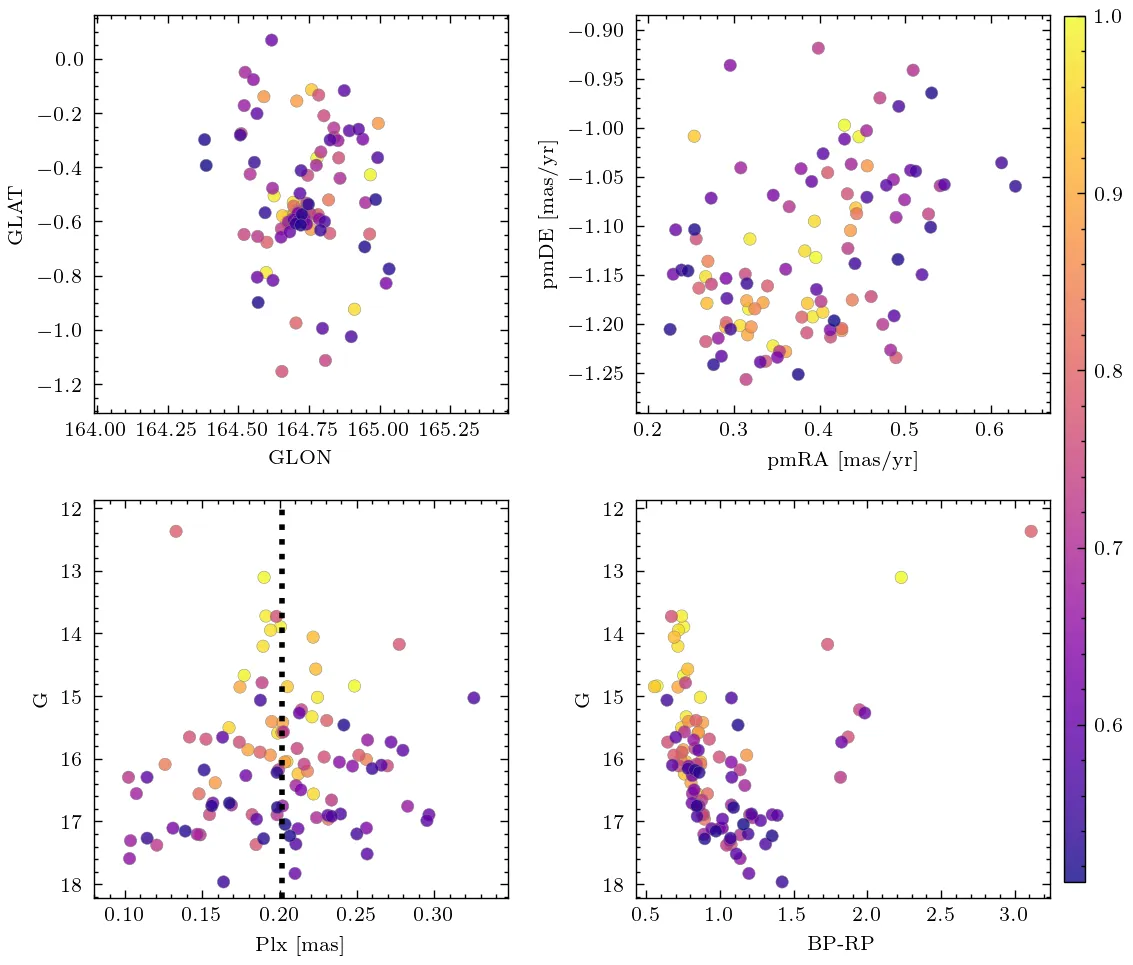 0.0
−0.2
−0.4
−0.6
−0.8
−1.0
−1.2
GLAT
164.00 164.25 164.50 164.75 165.00 165.25
GLON
−0.90
−0.95
−1.00
−1.05
−1.10
−1.15
−1.20
−1.25
pmDE [mas/yr]
0.2 0.3 0.4 0.5 0.6
pmRA [mas/yr]
1.0
0.9
0.8
0.7
0.6
12
13
14
15
16
17
18
G
0.10 0.15 0.20 0.25 0.30
Plx [mas]
12
13
14
15
16
17
18
G
0.5 1.0 1.5 2.0 2.5 3.0
BP-RP